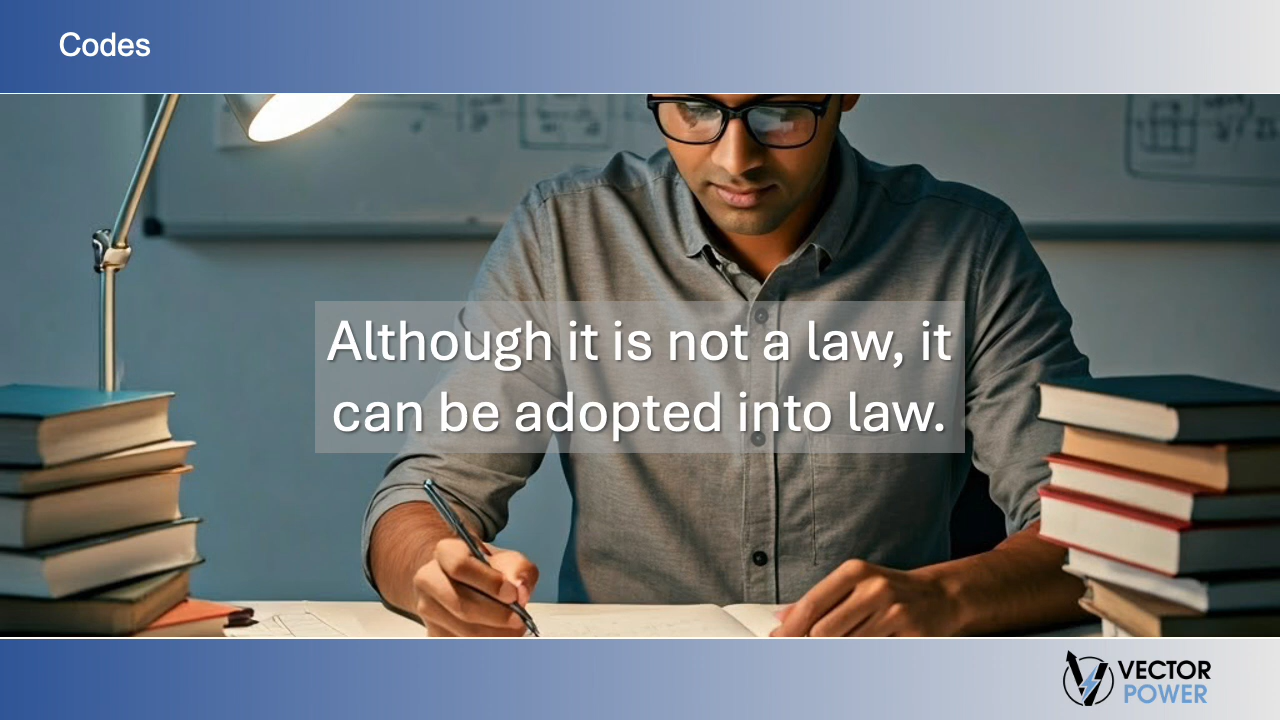 Codes
Although it is not a law, it
can be adopted into law.
VECTOR
POWER